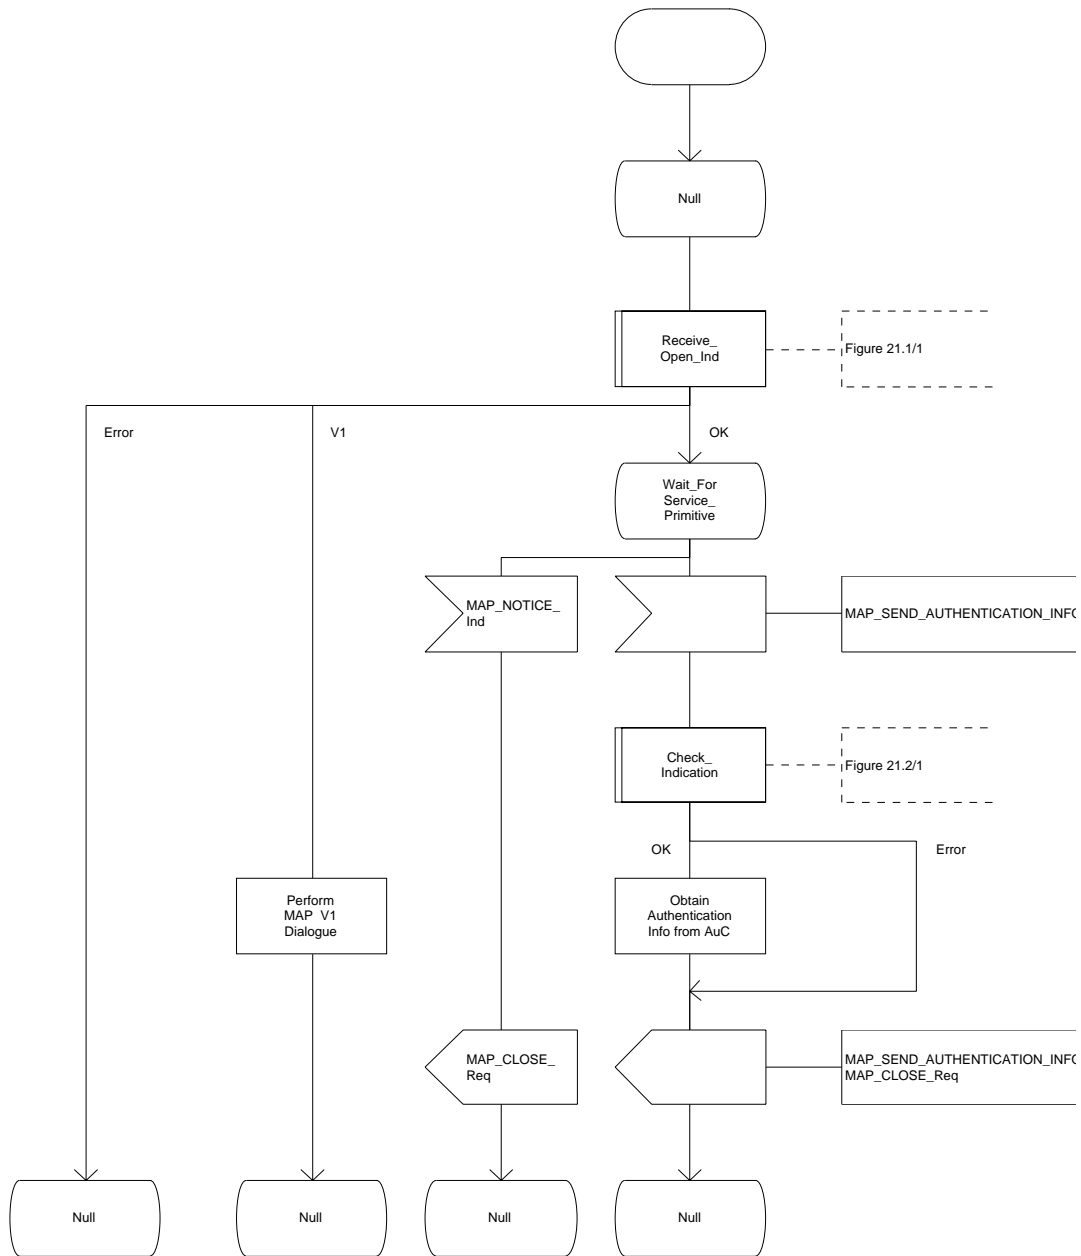 Null
Receive_
Open_Ind
Figure 21.1/1
Error
V1
OK
Wait_For
Service_
Primitive
MAP_NOTICE_
Ind
MAP_SEND_AUTHENTICATION_INFO
Check_
Indication
Figure 21.2/1
OK
Error
Perform
MAP V1
Dialogue
Obtain
Authentication
Info from AuC
MAP_CLOSE_
Req
MAP_SEND_AUTHENTICATION_INFO
MAP_CLOSE_Req
Null
Null
Null
Null